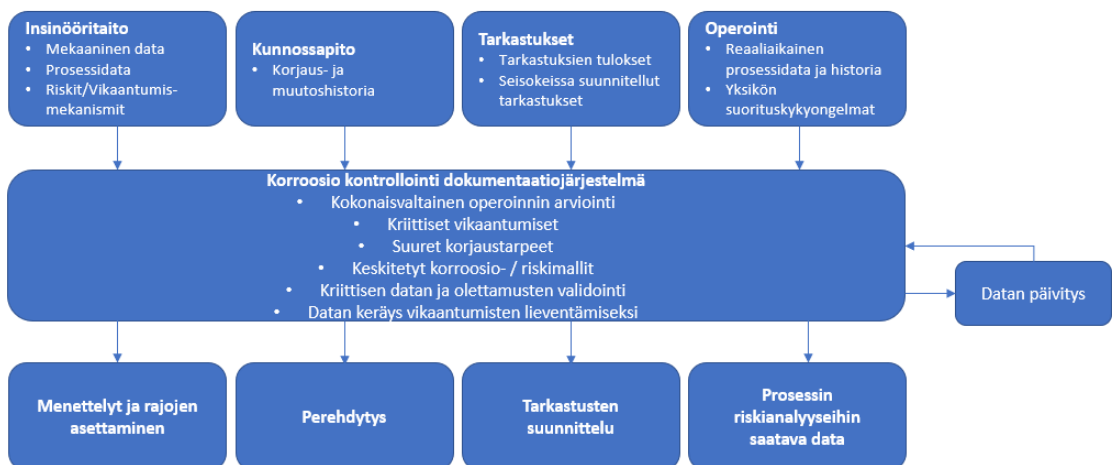 Insinööritaito
• Mekaaninen data
• Prosessidata
• Riskit/Vikaantumis-
mekanismit
Kunnossapito
• Korjaus- ja
muutoshistoria
Tarkastukset
• Tarkastuksien tulokset
• Seisokeissa suunnitellut
tarkastukset
Operointi
• Reaaliaikainen
prosessidata ja historia
• Yksikön
suorituskykyongelmat
Korroosio kontrollointi dokumentaatiojärjestelmä
• Kokonaisvaltainen operoinnin arviointi
• Kriittiset vikaantumiset
• Suuret korjaustarpeet
• Keskitetyt korroosio- / riskimallit
• Kriittisen datan ja olettamusten validointi
• Datan keräys vikaantumisten lieventämiseksi
Datan päivitys
Menettelyt ja rajojen
asettaminen
Perehdytys
Tarkastusten
suunnittelu
Prosessin
riskianalyyseihin
saatava data